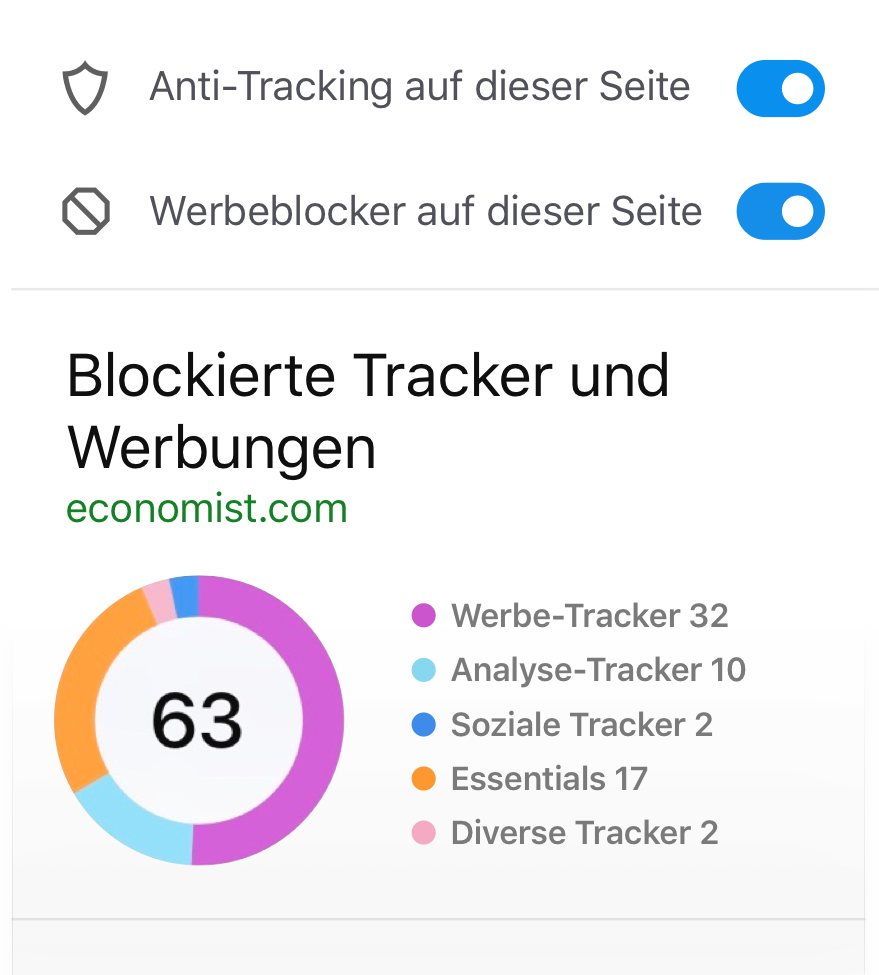 Anti-Tracking auf dieser Seite
Werbeblocker auf dieser Seite
Blockierte Tracker und
Werbungen
economist.com
63
Werbe-Tracker 32
Analyse-Tracker 10
Soziale Tracker 2
Essentials 17
Diverse Tracker 2